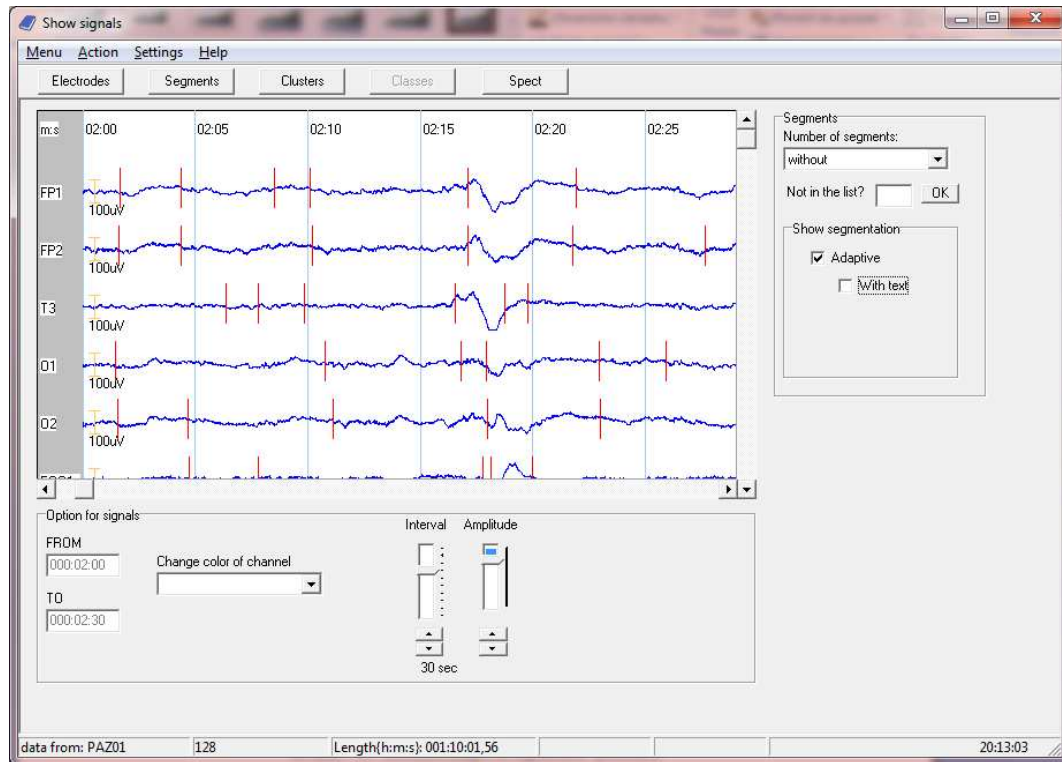 Show signals
Menu Action Settings Help
Electrodes Segments Clusters Classes Spect
m:s 02:00 02:05 02:10 02:15 02:20 02:25
FP1
100uV
FP2
100uV
T3
100uV
O1
100uV
O2
100uV
Segments
Number of segments:
without
Not in the list? OK
Show segmentation
Adaptive
With text
Option for signals
FROM
000:02:00
TO
000:02:30
Change color of channel
Interval Amplitude
30 sec
data from: PAZ01 128 Length(h:m:s): 001:10:01,56 20:13:03